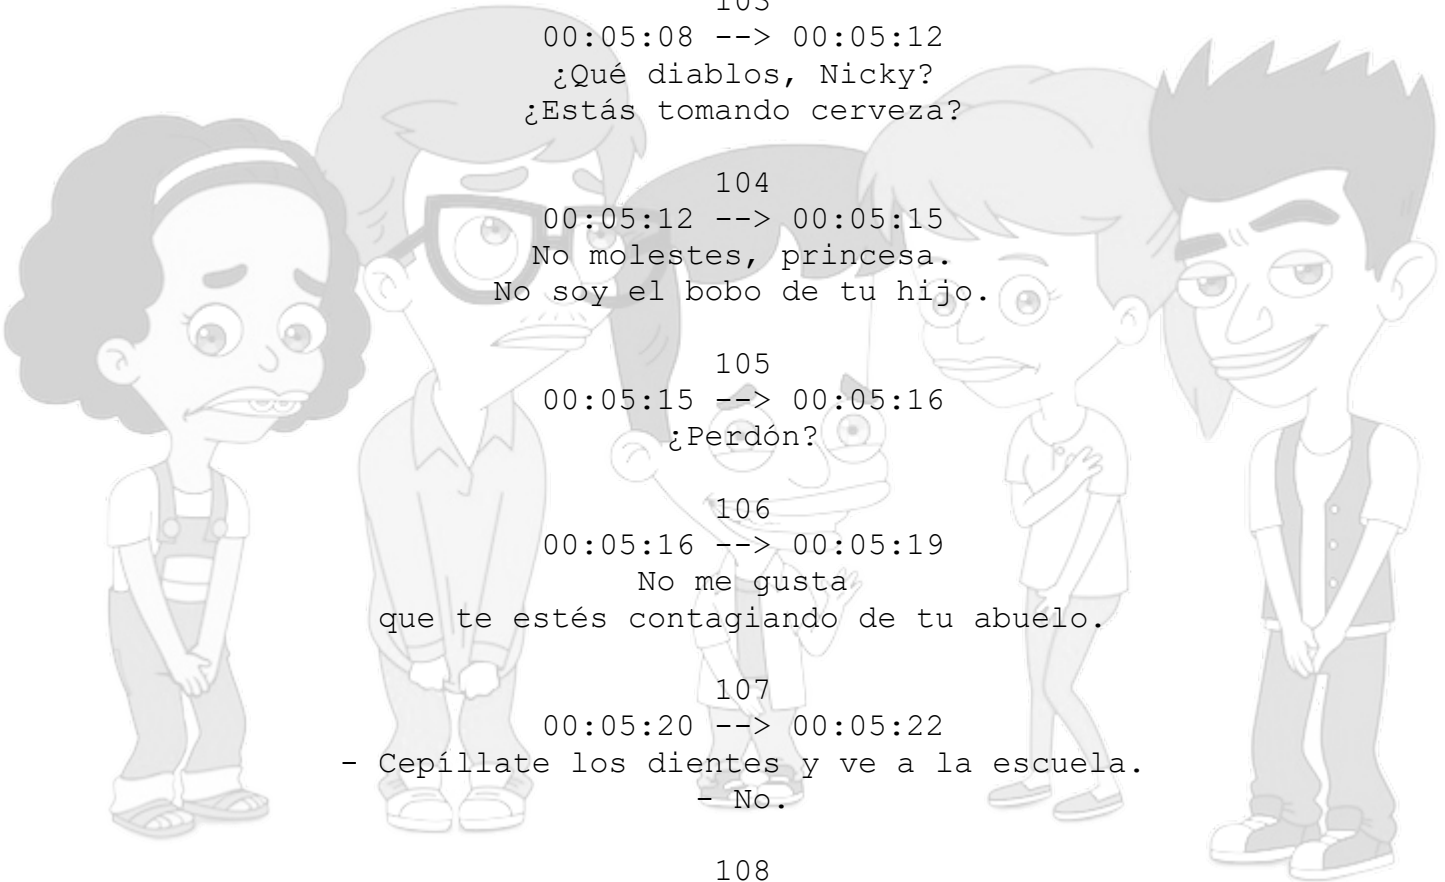 103
00:05:08 --> 00:05:12
¿Qué diablos, Nicky?
¿Estás tomando cerveza?
104
00:05:12 --> 00:05:15
No molestes, princesa.
No soy el bobo de tu hijo.
105
00:05:15 --> 00:05:16
¿Perdón?
106
00:05:16 --> 00:05:19
No me gusta
que te estés contagiando de tu abuelo.
107
00:05:20 --> 00:05:22
- Cepíllate los dientes y ve a la escuela.
- No.
108